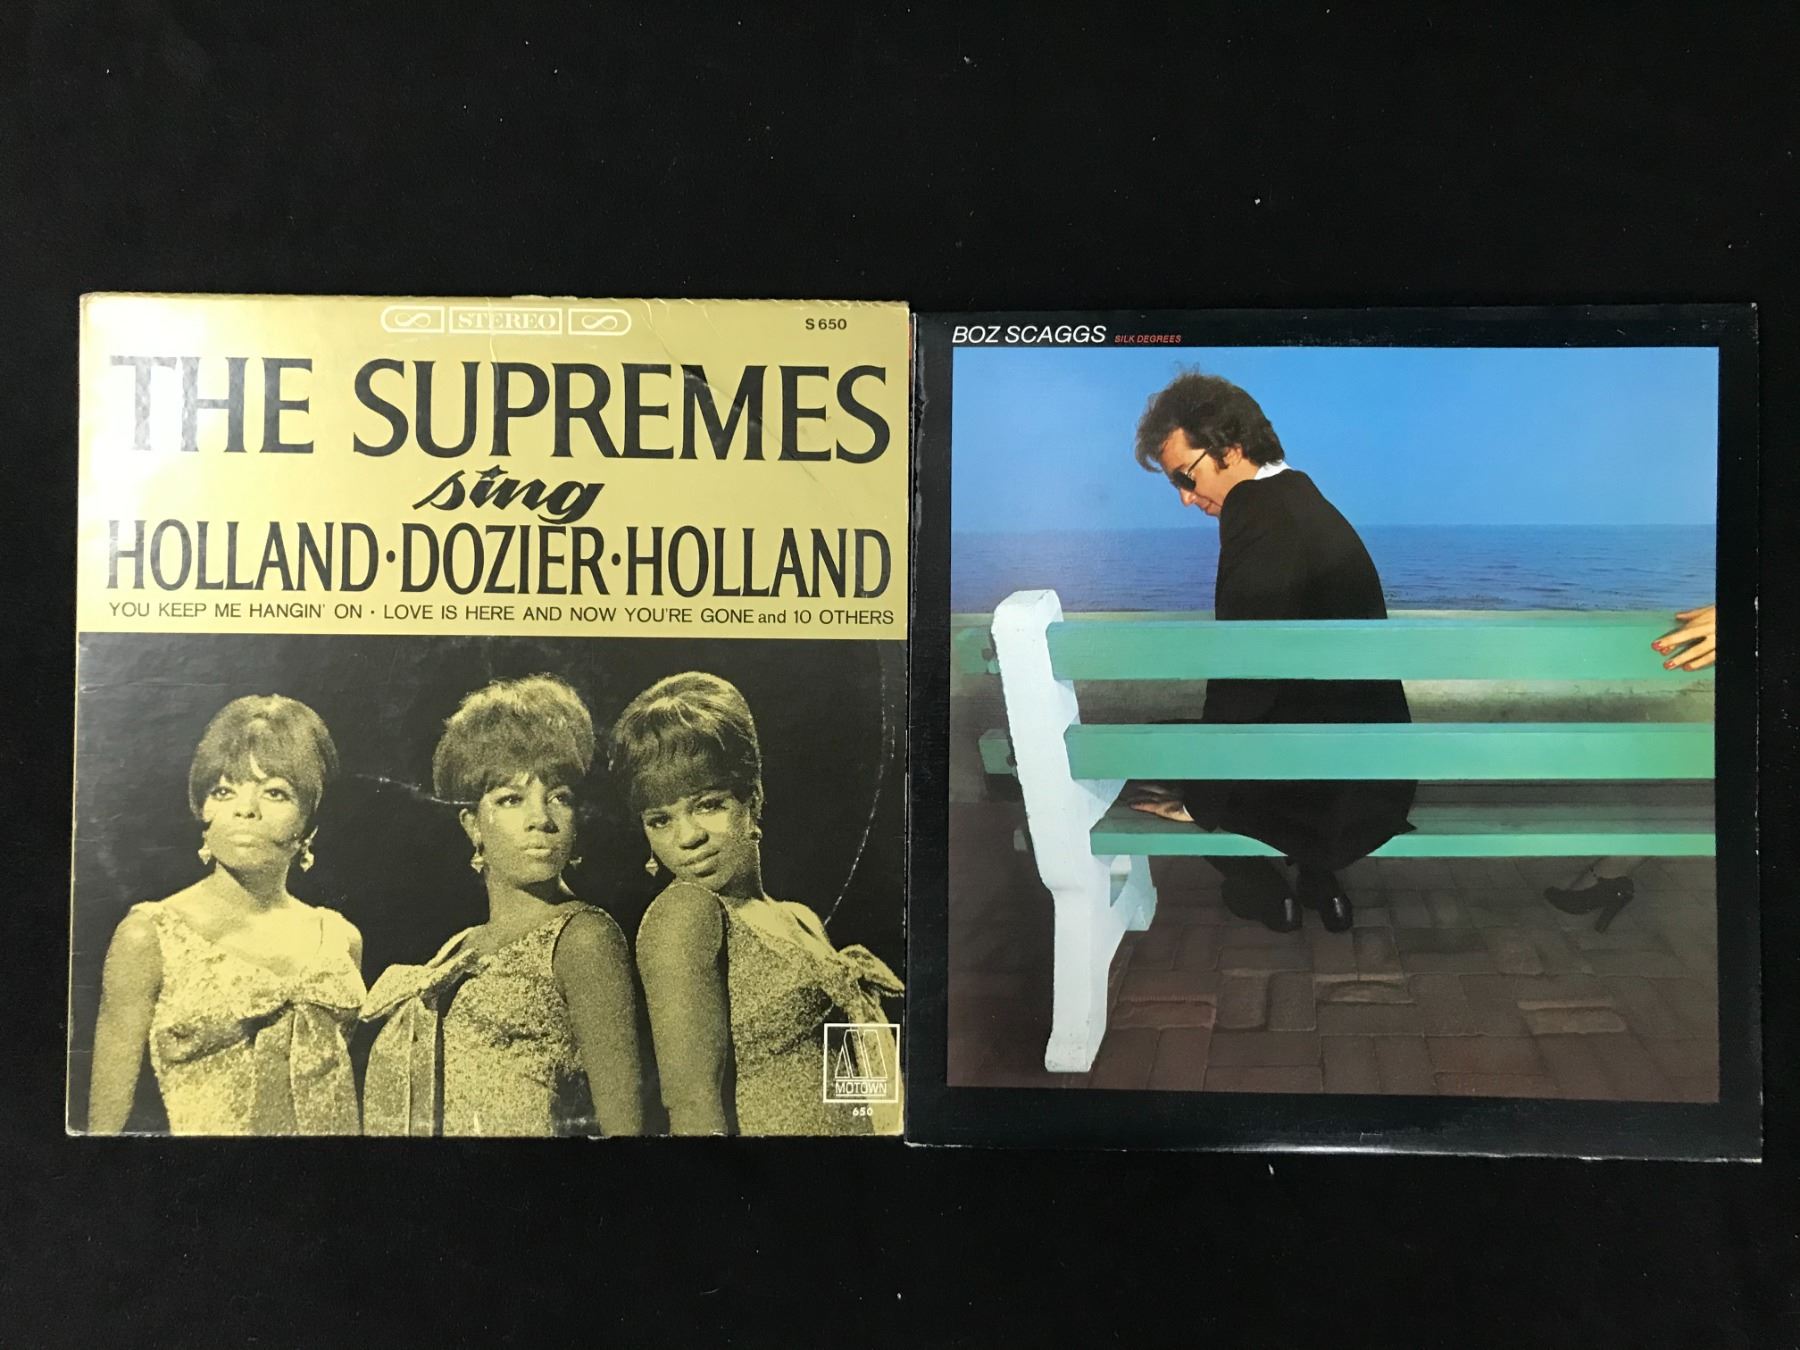 STEREO
S 650
THE SUPREMES
sing
HOLLAND·DOZIER·HOLLAND
YOU KEEP ME HANGIN' ON · LOVE IS HERE AND NOW YOU'RE GONE and 10 OTHERS
MOTOWN
650
BOZ SCAGGS SILK DEGREES